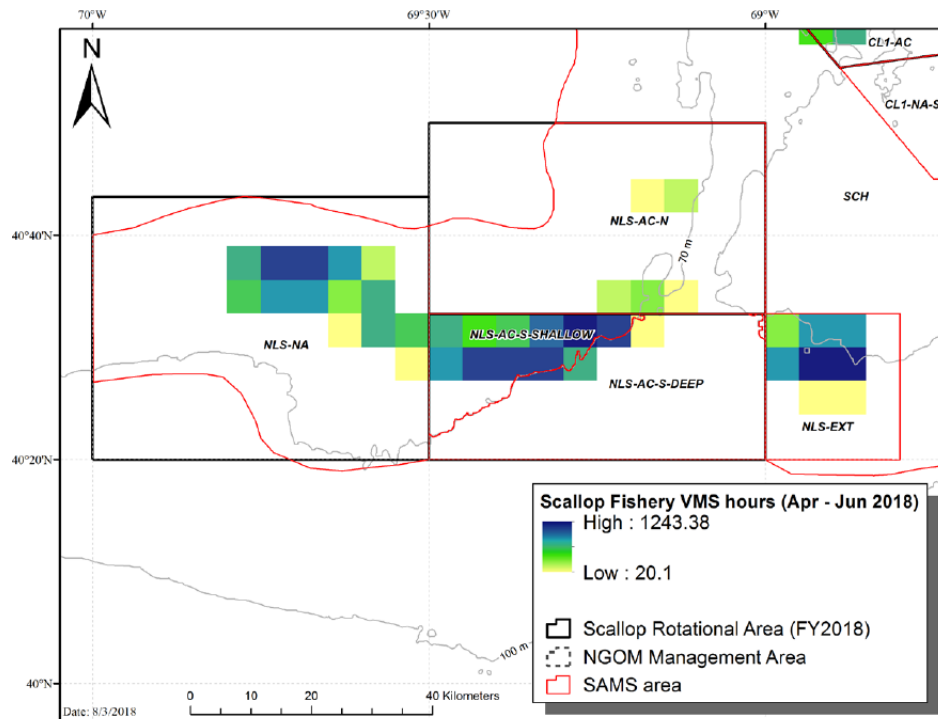 70°W
69°30'W
69°W
N
CL1-AC
CL1-NA-S
SCH
NLS-AC-N
70 m
40°40'N
NLS-AC-S-SHALLOW
NLS-NA
NLS-AC-S-DEEP
NLS-EXT
40°20'N
Scallop Fishery VMS hours (Apr - Jun 2018)
High : 1243.38
Low : 20.1
Scallop Rotational Area (FY2018)
NGOM Management Area
SAMS area
100 m
40°N
0 10 20 40 Kilometers
Date: 8/3/2018